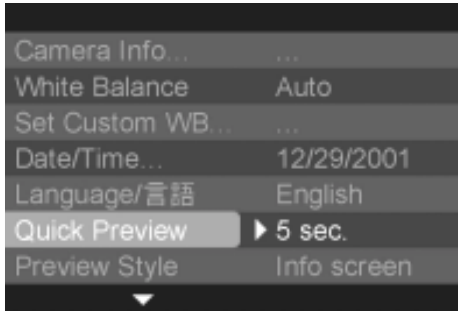 Camera Info... ...
White Balance Auto
Set Custom WB... ...
Date/Time... 12/29/2001
Language/言語 English
Quick Preview 5 sec.
Preview Style Info screen